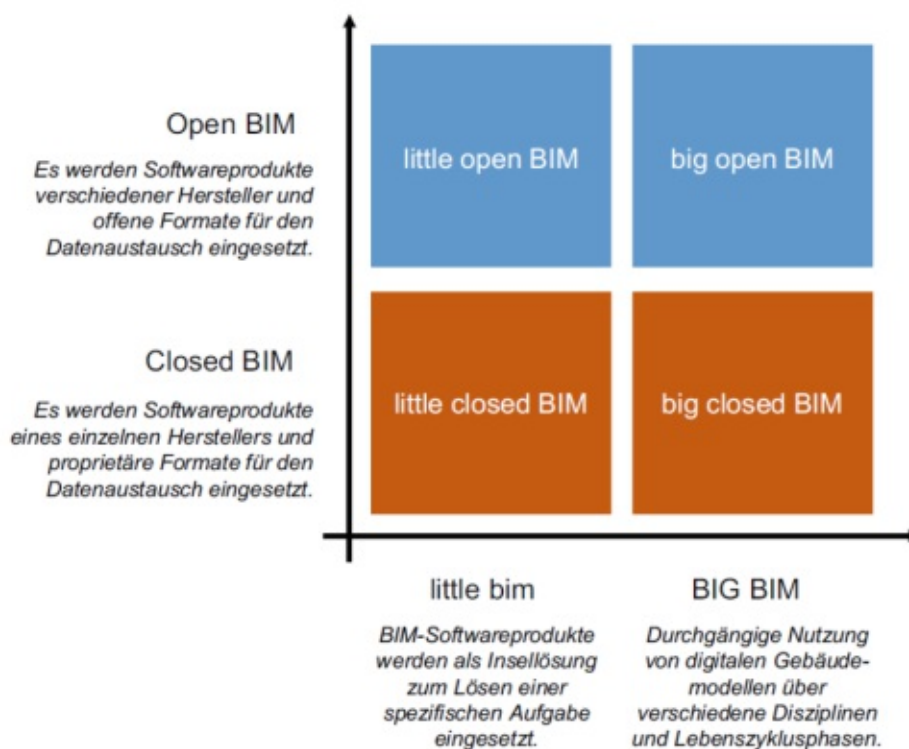 Open BIM
Es werden Softwareprodukte
verschiedener Hersteller und
offene Formate für den
Datenaustausch eingesetzt.
little open BIM
big open BIM
Closed BIM
Es werden Softwareprodukte
eines einzelnen Herstellers und
proprietäre Formate für den
Datenaustausch eingesetzt.
little closed BIM
big closed BIM
little bim
BIM-Softwareprodukte
werden als Insellösung
zum Lösen einer
spezifischen Aufgabe
eingesetzt.
BIG BIM
Durchgängige Nutzung
von digitalen Gebäude-
modellen über
verschiedene Disziplinen
und Lebenszyklusphasen.